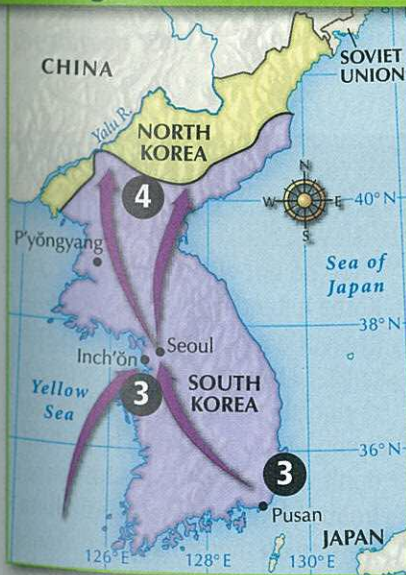 CHINA
SOVIET
UNION
Yalu R.
NORTH
KOREA
4
N
W
E
S
40°N
P'yŏngyang
Sea of
Japan
38°N
Inch'ŏn
Seoul
3
SOUTH
KOREA
Yellow
Sea
36°N
3
Pusan
JAPAN
126°E
128°E
130°E